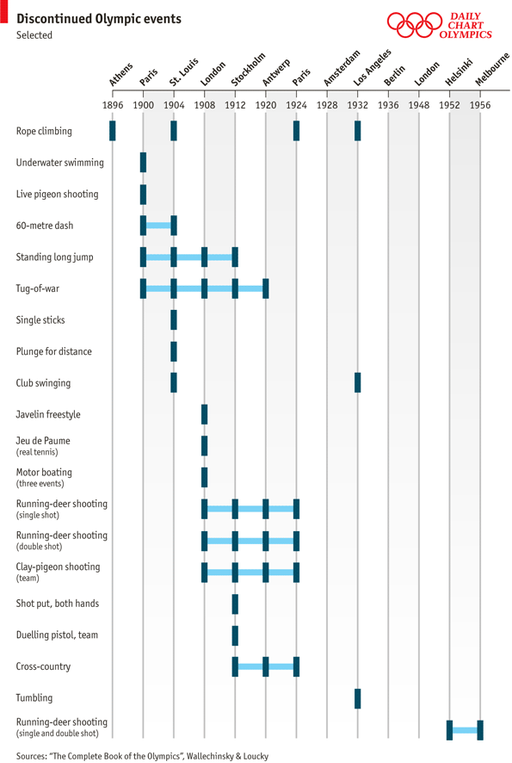 Discontinued Olympic events
Selected
DAILY
CHART
OLYMPICS
Athens
Paris
St. Louis
London
Stockholm
Antwerp
Paris
Amsterdam
Los Angeles
Berlin
London
Helsinki
Melbourne
1896 1900 1904 1908 1912 1920 1924 1928 1932 1936 1948 1952 1956
Rope climbing
Underwater swimming
Live pigeon shooting
60-metre dash
Standing long jump
Tug-of-war
Single sticks
Plunge for distance
Club swinging
Javelin freestyle
Jeu de Paume
(real tennis)
Motor boating
(three events)
Running-deer shooting
(single shot)
Running-deer shooting
(double shot)
Clay-pigeon shooting
(team)
Shot put, both hands
Duelling pistol, team
Cross-country
Tumbling
Running-deer shooting
(single and double shot)
Sources: "The Complete Book of the Olympics", Wallechinsky & Loucky